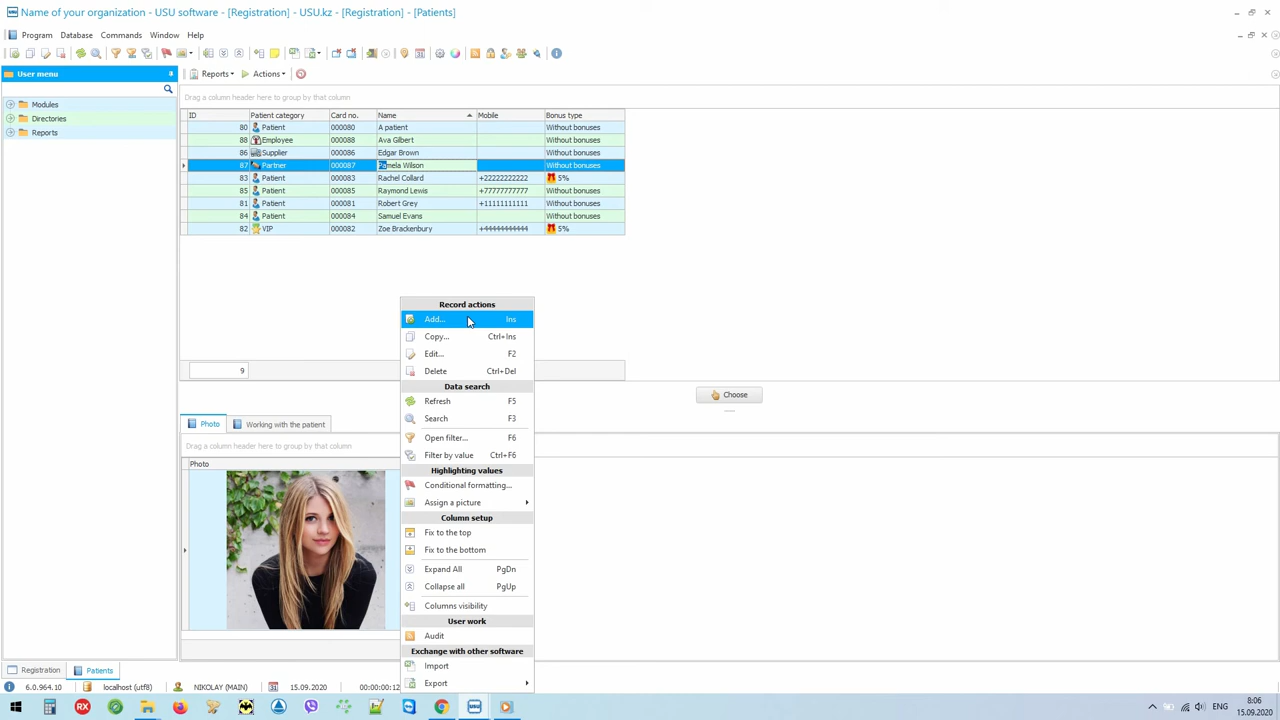 Name of your organization - USU software - [Registration] - USU.kz - [Registration] - [Patients]
Program Database Commands Window Help
User menu
Reports Actions
Modules
Directories
Reports
Drag a column header here to group by that column
ID Patient category Card no. Name Mobile Bonus type
80 Patient 000080 A patient Without bonuses
88 Employee 000088 Ava Gilbert Without bonuses
86 Supplier 000086 Edgar Brown Without bonuses
87 Partner 000087 Pamela Wilson Without bonuses
83 Patient 000083 Rachel Collard +22222222222 5%
85 Patient 000085 Raymond Lewis +77777777777 Without bonuses
81 Patient 000081 Robert Grey +11111111111 Without bonuses
84 Patient 000084 Samuel Evans Without bonuses
82 VIP 000082 Zoe Brackenbury +44444444444 5%
9
Choose
Record actions
Add... Ins
Copy... Ctrl+Ins
Edit... F2
Delete Ctrl+Del
Data search
Refresh F5
Search F3
Open filter... F6
Filter by value Ctrl+F6
Highlighting values
Conditional formatting...
Assign a picture
Column setup
Fix to the top
Fix to the bottom
Expand All PgDn
Collapse all PgUp
Columns visibility
User work
Audit
Exchange with other software
Import
Export
Photo Working with the patient
Drag a column header here to group by that column
Photo
Registration Patients
6.0.964.10 localhost (utf8) NIKOLAY (MAIN) 15.09.2020 00:00:00:12
RX
ENG
8:06
15.09.2020